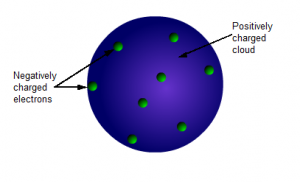 Positively
charged
cloud
Negatively
charged
electrons